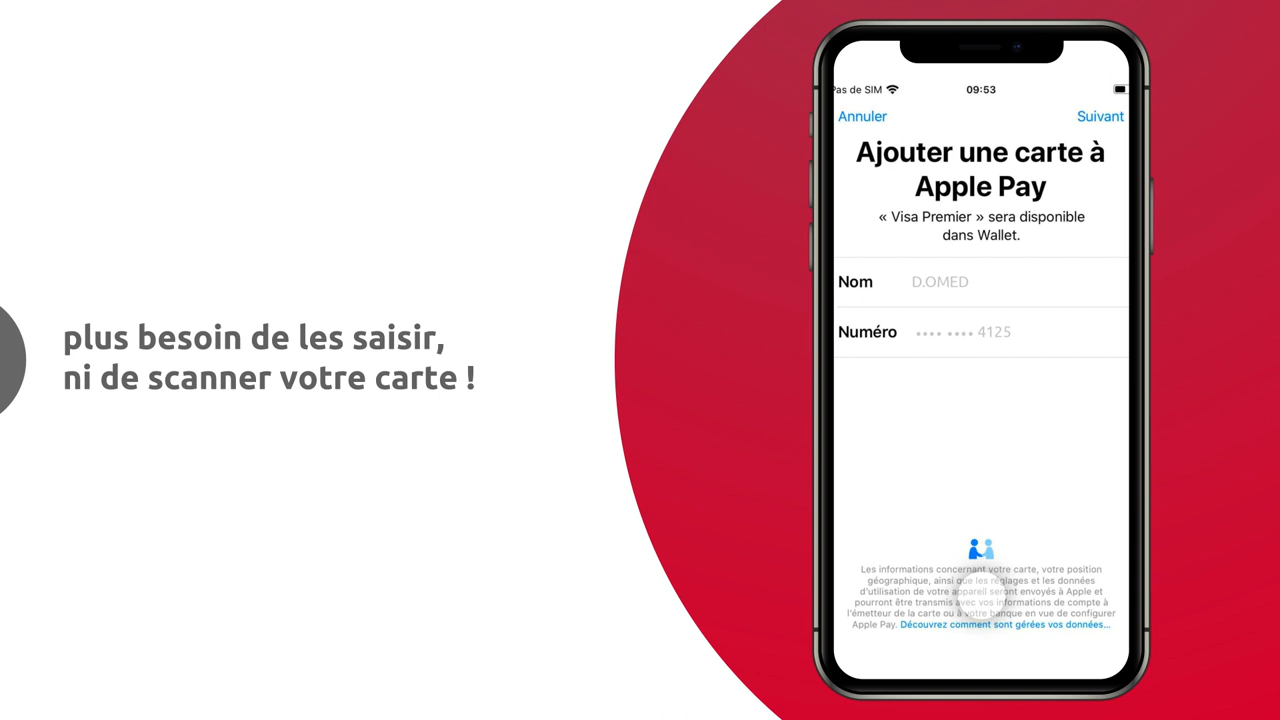 plus besoin de les saisir,
ni de scanner votre carte !
Pas de SIM
09:53
Annuler
Suivant
Ajouter une carte à
Apple Pay
« Visa Premier » sera disponible
dans Wallet.
Nom D.OMED
Numéro •••• •••• 4125
Les informations concernant votre carte, votre position
géographique, ainsi que les réglages et les données
d'utilisation de votre appareil seront envoyés à Apple et
pourront être transmis avec vos informations de compte à
l'émetteur de la carte ou à votre banque en vue de configurer
Apple Pay. Découvrez comment sont gérées vos données...